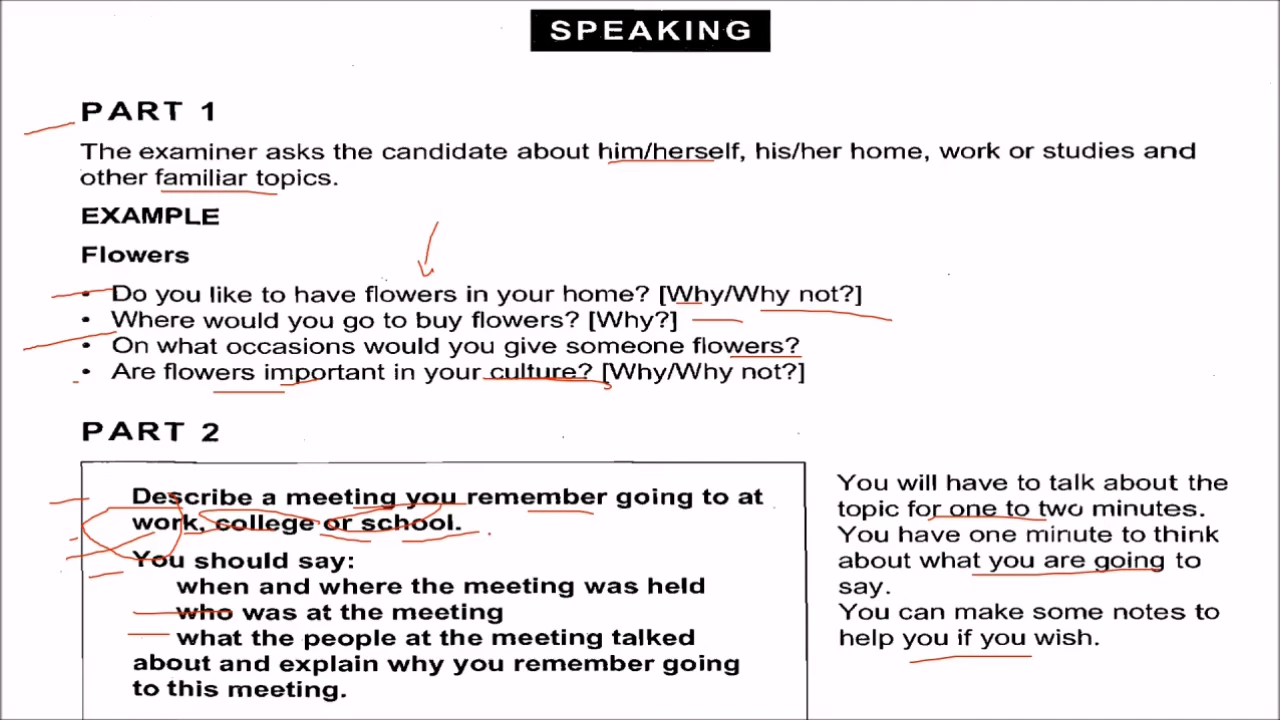 SPEAKING
PART 1
The examiner asks the candidate about him/herself, his/her home, work or studies and
other familiar topics.
EXAMPLE
Flowers
• Do you like to have flowers in your home? [Why/Why not?]
• Where would you go to buy flowers? [Why?]
• On what occasions would you give someone flowers?
• Are flowers important in your culture? [Why/Why not?]
PART 2
Describe a meeting you remember going to at
work, college or school.
You should say:
when and where the meeting was held
who was at the meeting
what the people at the meeting talked
about and explain why you remember going
to this meeting.
You will have to talk about the
topic for one to two minutes.
You have one minute to think
about what you are going to
say.
You can make some notes to
help you if you wish.